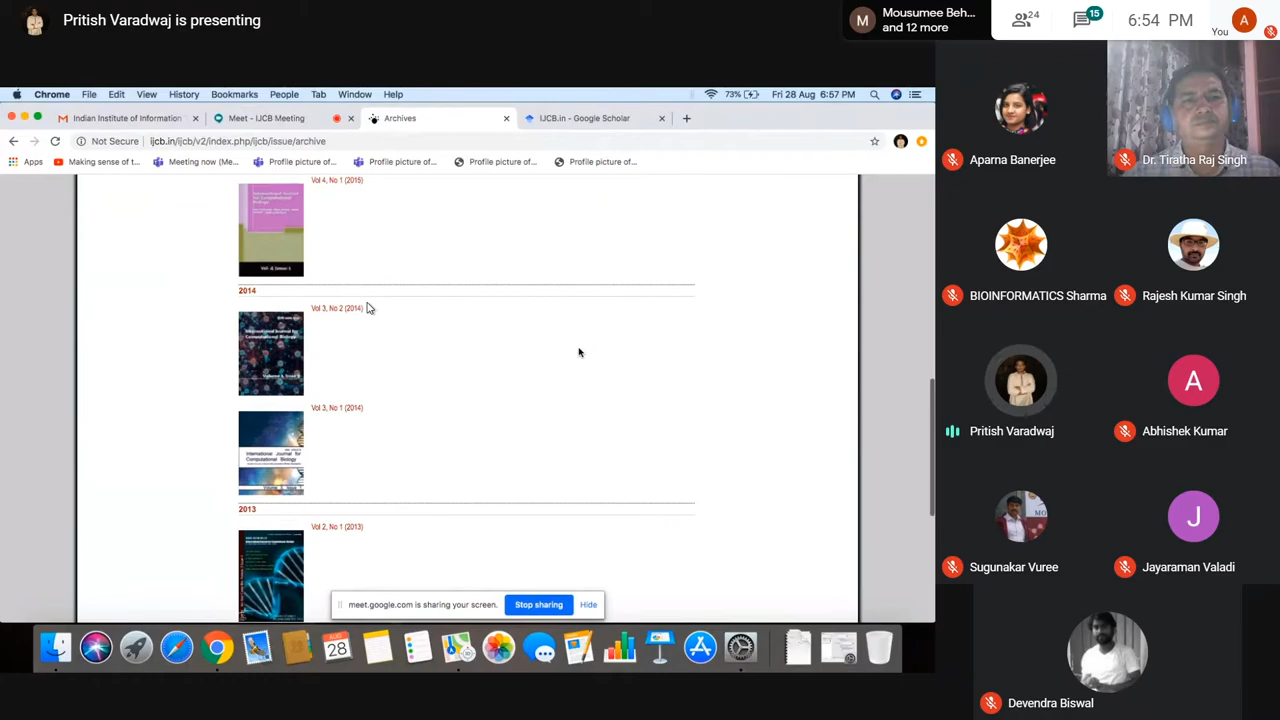 Pritish Varadwaj is presenting
M
Mousumee Beh...
and 12 more
24
15
6:54 PM
You
A
Chrome File Edit View History Bookmarks People Tab Window Help
73% Fri 28 Aug 6:57 PM
Indian Institute of Information
Meet - IJCB Meeting
Archives
IJCB.in - Google Scholar
Not Secure ijcb.in/ijcb/v2/index.php/ijcb/issue/archive
Apps
Making sense of t...
Meeting now (Me...
Profile picture of...
Profile picture of...
Profile picture of...
Profile picture of...
Vol 4, No 1 (2015)
2014
Vol 3, No 2 (2014)
International Journal for
Computational Biology
Vol 3, No 1 (2014)
International Journal for
Computational Biology
2013
Vol 2, No 1 (2013)
meet.google.com is sharing your screen.
Stop sharing
Hide
AUG
28
Aparna Banerjee
Dr. Tiratha Raj Singh
BIOINFORMATICS Sharma
Rajesh Kumar Singh
Pritish Varadwaj
A
Abhishek Kumar
MO
Sugunakar Vuree
J
Jayaraman Valadi
Devendra Biswal